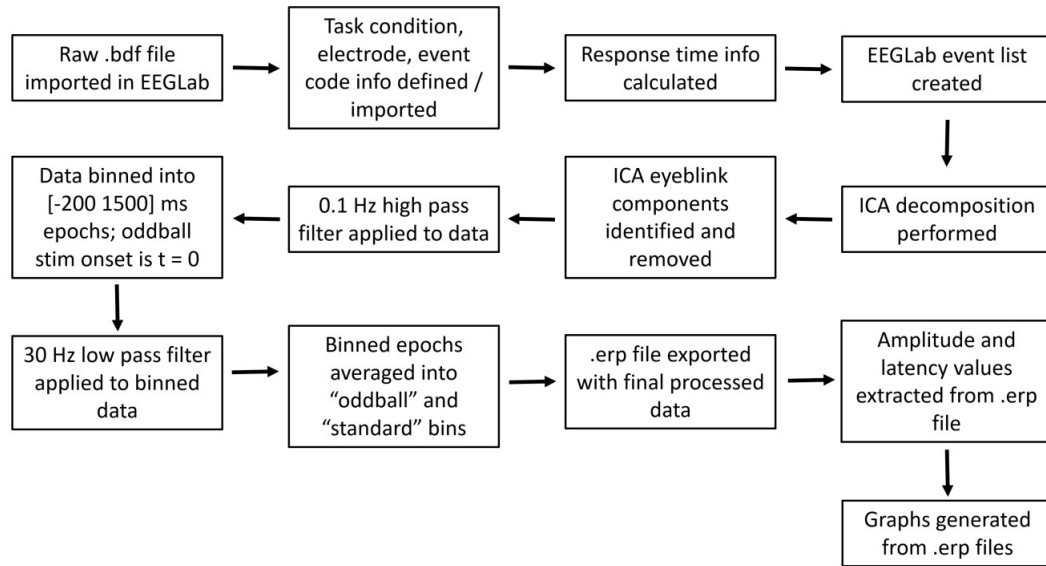 Raw .bdf file
imported in EEGLab
Task condition,
electrode, event
code info defined /
imported
Response time info
calculated
EEGLab event list
created
ICA decomposition
performed
ICA eyeblink
components
identified and
removed
0.1 Hz high pass
filter applied to data
Data binned into
[-200 1500] ms
epochs; oddball
stim onset is t = 0
30 Hz low pass filter
applied to binned
data
Binned epochs
averaged into
“oddball” and
“standard” bins
.erp file exported
with final processed
data
Amplitude and
latency values
extracted from .erp
file
Graphs generated
from .erp files